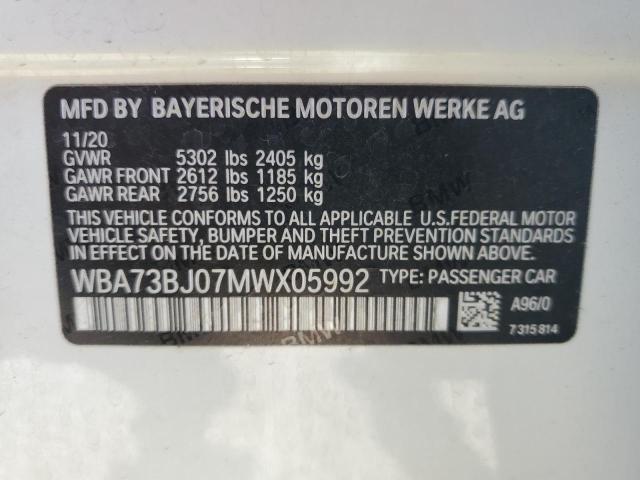 MFD BY BAYERISCHE MOTOREN WERKE AG
11/20
GVWR 5302 lbs 2405 kg
GAWR FRONT 2612 lbs 1185 kg
GAWR REAR 2756 lbs 1250 kg
THIS VEHICLE CONFORMS TO ALL APPLICABLE U.S.FEDERAL MOTOR
VEHICLE SAFETY, BUMPER AND THEFT PREVENTION STANDARDS
IN EFFECT ON THE DATE OF MANUFACTURE SHOWN ABOVE.
WBA73BJ07MWX05992 TYPE: PASSENGER CAR
A96/0
7315814